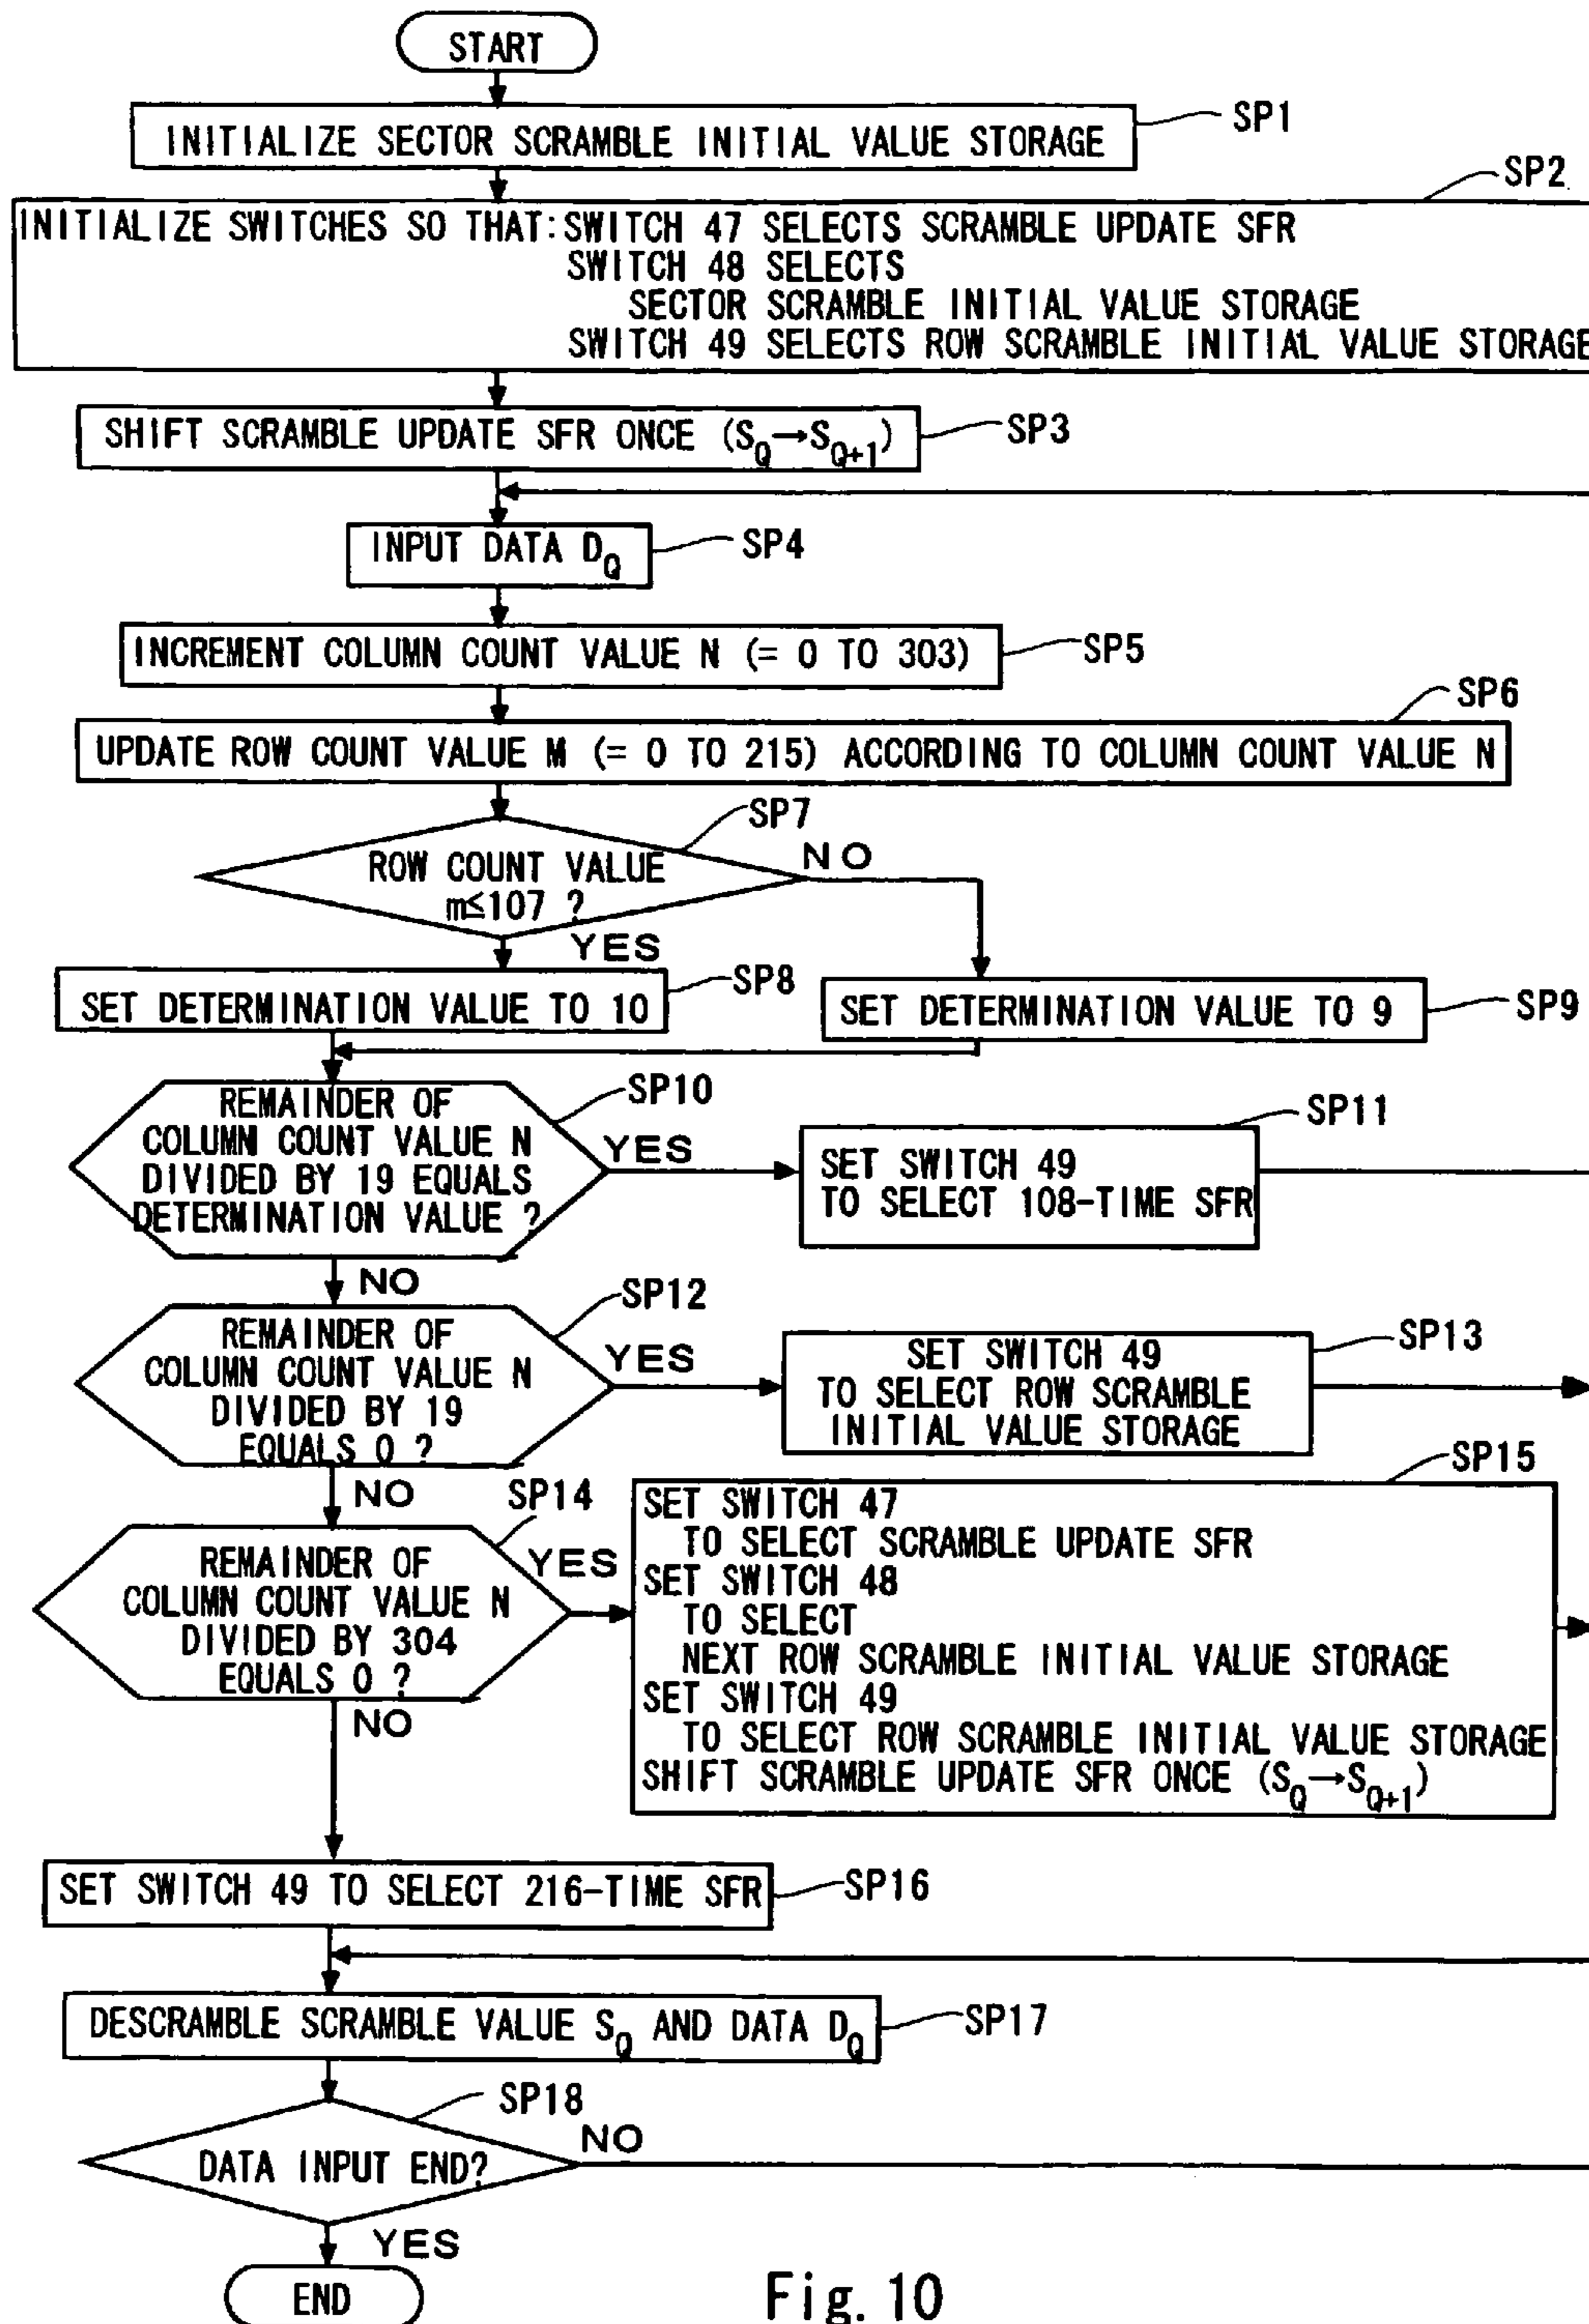 START
INITIALIZE SECTOR SCRAMBLE INITIAL VALUE STORAGE
SP1
SP2
INITIALIZE SWITCHES SO THAT: SWITCH 47 SELECTS SCRAMBLE UPDATE SFR
SWITCH 48 SELECTS
SECTOR SCRAMBLE INITIAL VALUE STORAGE
SWITCH 49 SELECTS ROW SCRAMBLE INITIAL VALUE STORAGE
SHIFT SCRAMBLE UPDATE SFR ONCE (S_Q→S_Q+1)
SP3
INPUT DATA D_Q
SP4
INCREMENT COLUMN COUNT VALUE N (= 0 TO 303)
SP5
SP6
UPDATE ROW COUNT VALUE M (= 0 TO 215) ACCORDING TO COLUMN COUNT VALUE N
SP7
ROW COUNT VALUE
m≤107 ?
NO
YES
SP8
SET DETERMINATION VALUE TO 10
SET DETERMINATION VALUE TO 9
SP9
SP10
REMAINDER OF
COLUMN COUNT VALUE N
DIVIDED BY 19 EQUALS
DETERMINATION VALUE ?
YES
SP11
SET SWITCH 49
TO SELECT 108-TIME SFR
NO
SP12
REMAINDER OF
COLUMN COUNT VALUE N
DIVIDED BY 19
EQUALS 0 ?
YES
SP13
SET SWITCH 49
TO SELECT ROW SCRAMBLE
INITIAL VALUE STORAGE
NO
SP14
REMAINDER OF
COLUMN COUNT VALUE N
DIVIDED BY 304
EQUALS 0 ?
YES
SP15
SET SWITCH 47
TO SELECT SCRAMBLE UPDATE SFR
SET SWITCH 48
TO SELECT
NEXT ROW SCRAMBLE INITIAL VALUE STORAGE
SET SWITCH 49
TO SELECT ROW SCRAMBLE INITIAL VALUE STORAGE
SHIFT SCRAMBLE UPDATE SFR ONCE (S_Q→S_Q+1)
NO
SET SWITCH 49 TO SELECT 216-TIME SFR
SP16
DESCRAMBLE SCRAMBLE VALUE S_Q AND DATA D_Q
SP17
SP18
DATA INPUT END?
NO
YES
END
Fig. 10